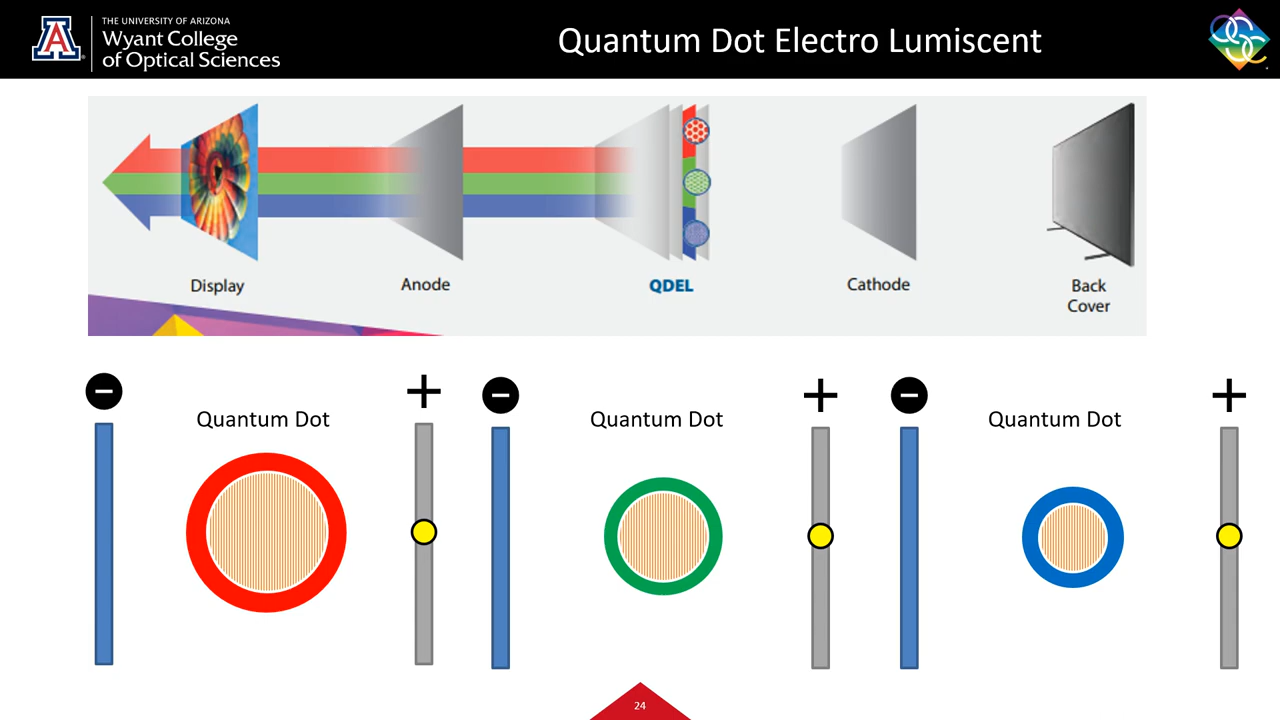 THE UNIVERSITY OF ARIZONA
Wyant College
of Optical Sciences
Quantum Dot Electro Lumiscent
Display
Anode
QDEL
Cathode
Back
Cover
Quantum Dot
Quantum Dot
Quantum Dot
24